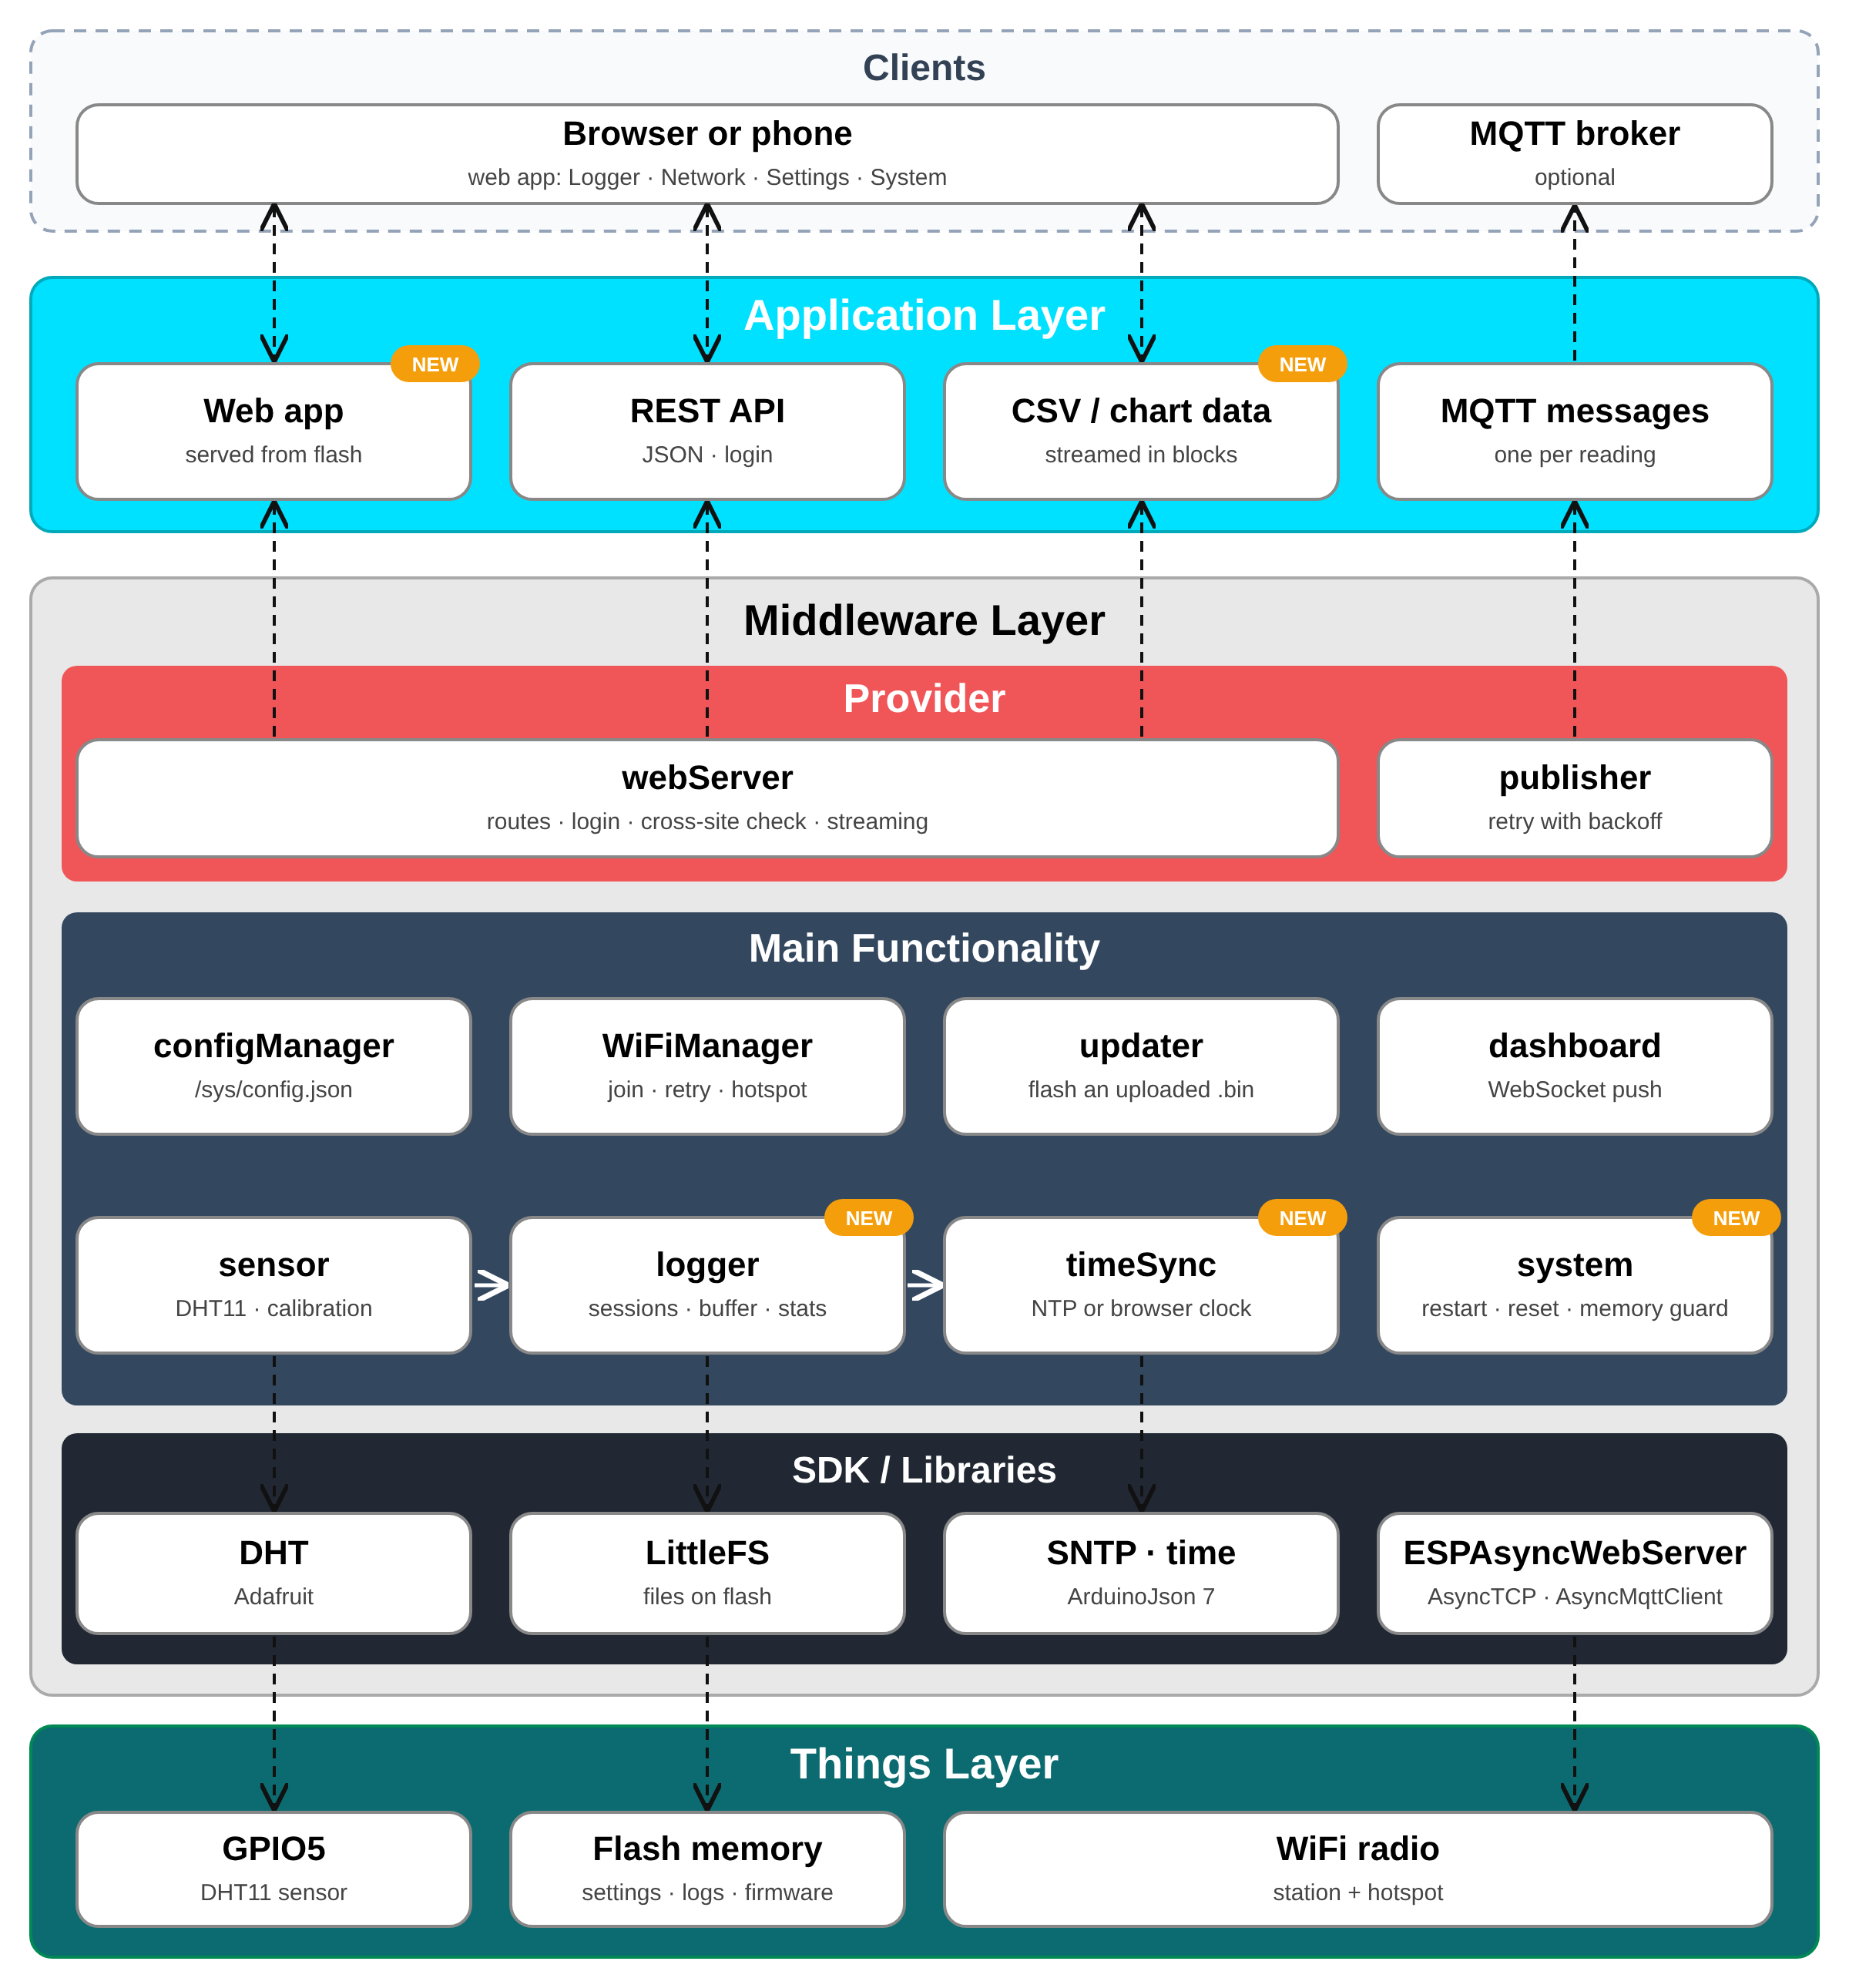 Clients
Browser or phone
web app: Logger · Network · Settings · System
MQTT broker
optional
Application Layer
NEW
Web app
served from flash
REST API
JSON · login
NEW
CSV / chart data
streamed in blocks
MQTT messages
one per reading
Middleware Layer
Provider
webServer
routes · login · cross-site check · streaming
publisher
retry with backoff
Main Functionality
configManager
/sys/config.json
WiFiManager
join · retry · hotspot
updater
flash an uploaded .bin
dashboard
WebSocket push
sensor
DHT11 · calibration
NEW
logger
sessions · buffer · stats
NEW
timeSync
NTP or browser clock
NEW
system
restart · reset · memory guard
SDK / Libraries
DHT
Adafruit
LittleFS
files on flash
SNTP · time
ArduinoJson 7
ESPAsyncWebServer
AsyncTCP · AsyncMqttClient
Things Layer
GPIO5
DHT11 sensor
Flash memory
settings · logs · firmware
WiFi radio
station + hotspot